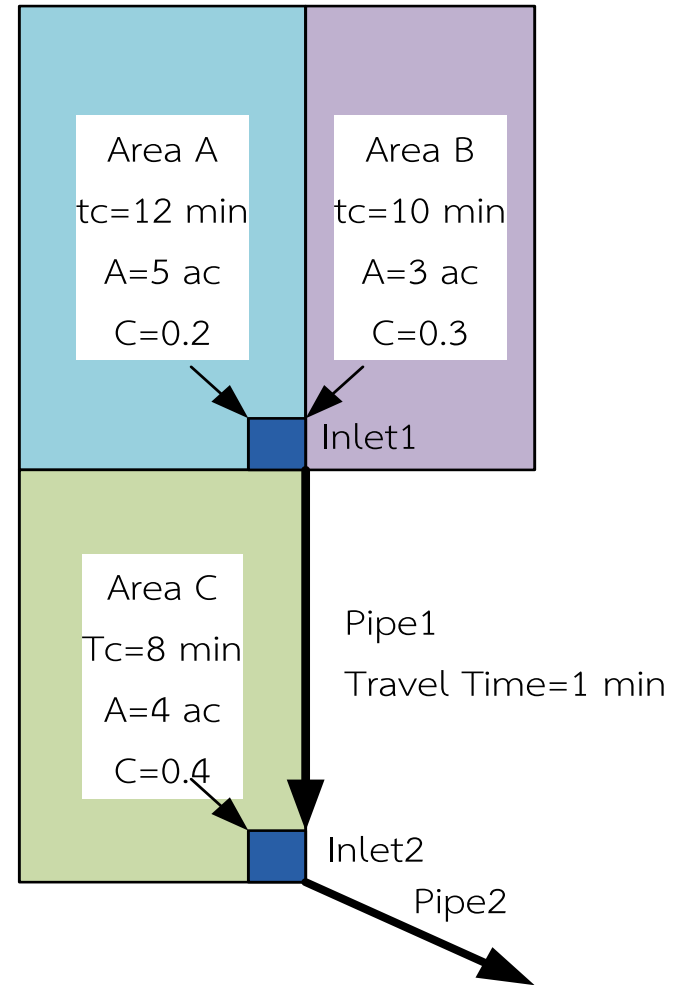 Area A
tc=12 min
A=5 ac
C=0.2
Area B
tc=10 min
A=3 ac
C=0.3
Inlet1
Area C
Tc=8 min
A=4 ac
C=0.4
Pipe1
Travel Time=1 min
Inlet2
Pipe2